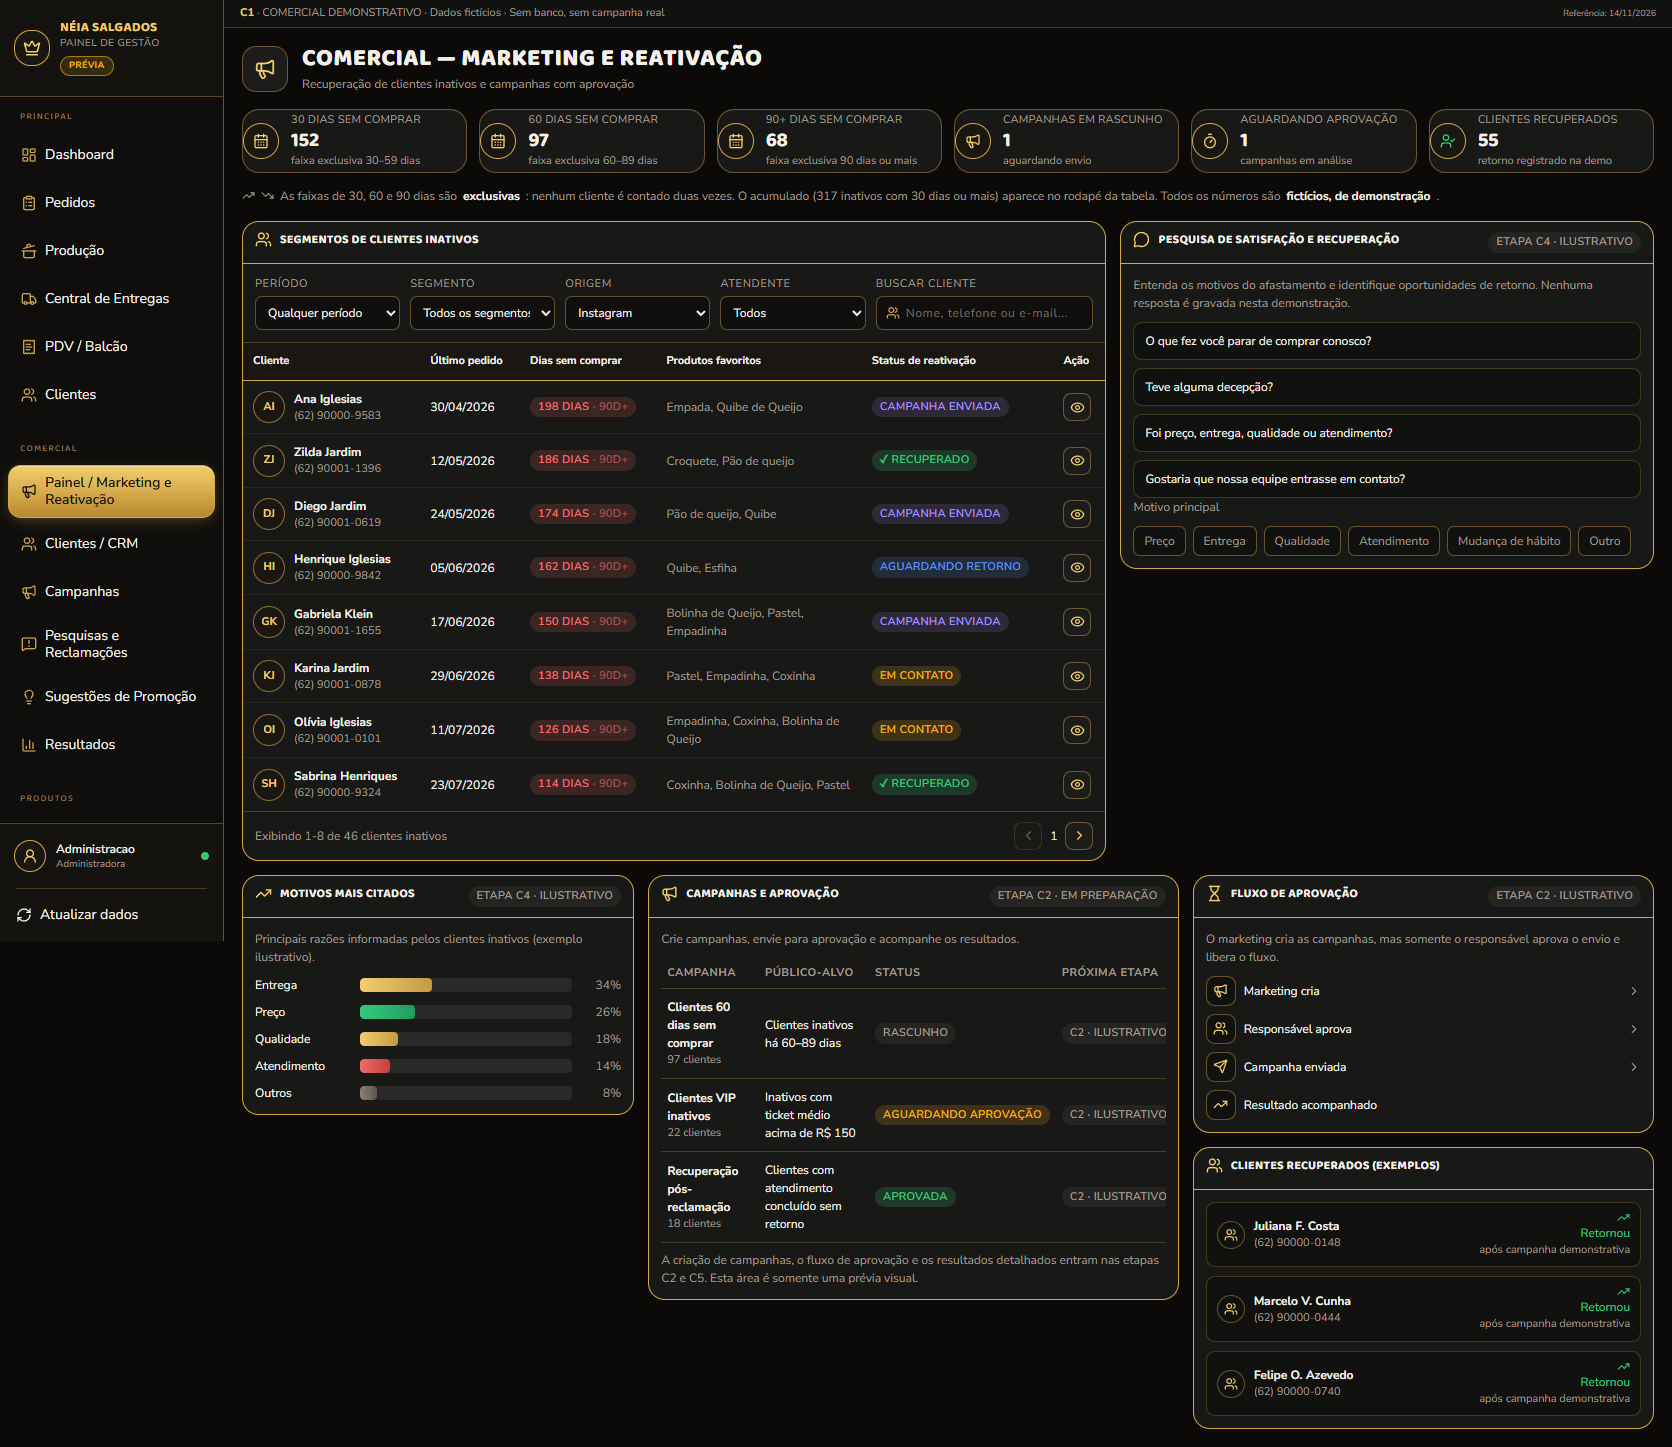 NÉIA SALGADOS
PAINEL DE GESTÃO
PRÉVIA
PRINCIPAL
Dashboard
Pedidos
Produção
Central de Entregas
PDV / Balcão
Clientes
COMERCIAL
Painel / Marketing e
Reativação
Clientes / CRM
Campanhas
Pesquisas e
Reclamações
Sugestões de Promoção
Resultados
PRODUTOS
Administracao
Administradora
Atualizar dados
C1 · COMERCIAL DEMONSTRATIVO · Dados fictícios · Sem banco, sem campanha real
Referência: 14/11/2026
COMERCIAL — MARKETING E REATIVAÇÃO
Recuperação de clientes inativos e campanhas com aprovação
30 DIAS SEM COMPRAR
152
faixa exclusiva 30–59 dias
60 DIAS SEM COMPRAR
97
faixa exclusiva 60–89 dias
90+ DIAS SEM COMPRAR
68
faixa exclusiva 90 dias ou mais
CAMPANHAS EM RASCUNHO
1
aguardando envio
AGUARDANDO APROVAÇÃO
1
campanhas em análise
CLIENTES RECUPERADOS
55
retorno registrado na demo
As faixas de 30, 60 e 90 dias são exclusivas : nenhum cliente é contado duas vezes. O acumulado (317 inativos com 30 dias ou mais) aparece no rodapé da tabela. Todos os números são fictícios, de demonstração .
SEGMENTOS DE CLIENTES INATIVOS
PERÍODO SEGMENTO ORIGEM ATENDENTE BUSCAR CLIENTE
Qualquer período Todos os segmentos Instagram Todos Nome, telefone ou e-mail...
Cliente Último pedido Dias sem comprar Produtos favoritos Status de reativação Ação
AI Ana Iglesias (62) 90000-9583 30/04/2026 198 DIAS · 90D+ Empada, Quibe de Queijo CAMPANHA ENVIADA
ZJ Zilda Jardim (62) 90001-1396 12/05/2026 186 DIAS · 90D+ Croquete, Pão de queijo ✓ RECUPERADO
DJ Diego Jardim (62) 90001-0619 24/05/2026 174 DIAS · 90D+ Pão de queijo, Quibe CAMPANHA ENVIADA
HI Henrique Iglesias (62) 90000-9842 05/06/2026 162 DIAS · 90D+ Quibe, Esfiha AGUARDANDO RETORNO
GK Gabriela Klein (62) 90001-1655 17/06/2026 150 DIAS · 90D+ Bolinha de Queijo, Pastel, Empadinha CAMPANHA ENVIADA
KJ Karina Jardim (62) 90001-0878 29/06/2026 138 DIAS · 90D+ Pastel, Empadinha, Coxinha EM CONTATO
OI Olívia Iglesias (62) 90001-0101 11/07/2026 126 DIAS · 90D+ Empadinha, Coxinha, Bolinha de Queijo EM CONTATO
SH Sabrina Henriques (62) 90000-9324 23/07/2026 114 DIAS · 90D+ Coxinha, Bolinha de Queijo, Pastel ✓ RECUPERADO
Exibindo 1-8 de 46 clientes inativos
1
PESQUISA DE SATISFAÇÃO E RECUPERAÇÃO
ETAPA C4 · ILUSTRATIVO
Entenda os motivos do afastamento e identifique oportunidades de retorno. Nenhuma
resposta é gravada nesta demonstração.
O que fez você parar de comprar conosco?
Teve alguma decepção?
Foi preço, entrega, qualidade ou atendimento?
Gostaria que nossa equipe entrasse em contato?
Motivo principal
Preço Entrega Qualidade Atendimento Mudança de hábito Outro
MOTIVOS MAIS CITADOS
ETAPA C4 · ILUSTRATIVO
Principais razões informadas pelos clientes inativos (exemplo
ilustrativo).
Entrega 34%
Preço 26%
Qualidade 18%
Atendimento 14%
Outros 8%
CAMPANHAS E APROVAÇÃO
ETAPA C2 · EM PREPARAÇÃO
Crie campanhas, envie para aprovação e acompanhe os resultados.
CAMPANHA PÚBLICO-ALVO STATUS PRÓXIMA ETAPA
Clientes 60 dias sem comprar 97 clientes Clientes inativos há 60–89 dias RASCUNHO C2 · ILUSTRATIVO
Clientes VIP inativos 22 clientes Inativos com ticket médio acima de R$ 150 AGUARDANDO APROVAÇÃO C2 · ILUSTRATIVO
Recuperação pós-reclamação 18 clientes Clientes com atendimento concluído sem retorno APROVADA C2 · ILUSTRATIVO
A criação de campanhas, o fluxo de aprovação e os resultados detalhados entram nas etapas
C2 e C5. Esta área é somente uma prévia visual.
FLUXO DE APROVAÇÃO
ETAPA C2 · ILUSTRATIVO
O marketing cria as campanhas, mas somente o responsável aprova o envio e
libera o fluxo.
Marketing cria
Responsável aprova
Campanha enviada
Resultado acompanhado
CLIENTES RECUPERADOS (EXEMPLOS)
Juliana F. Costa
(62) 90000-0148
Retornou
após campanha demonstrativa
Marcelo V. Cunha
(62) 90000-0444
Retornou
após campanha demonstrativa
Felipe O. Azevedo
(62) 90000-0740
Retornou
após campanha demonstrativa